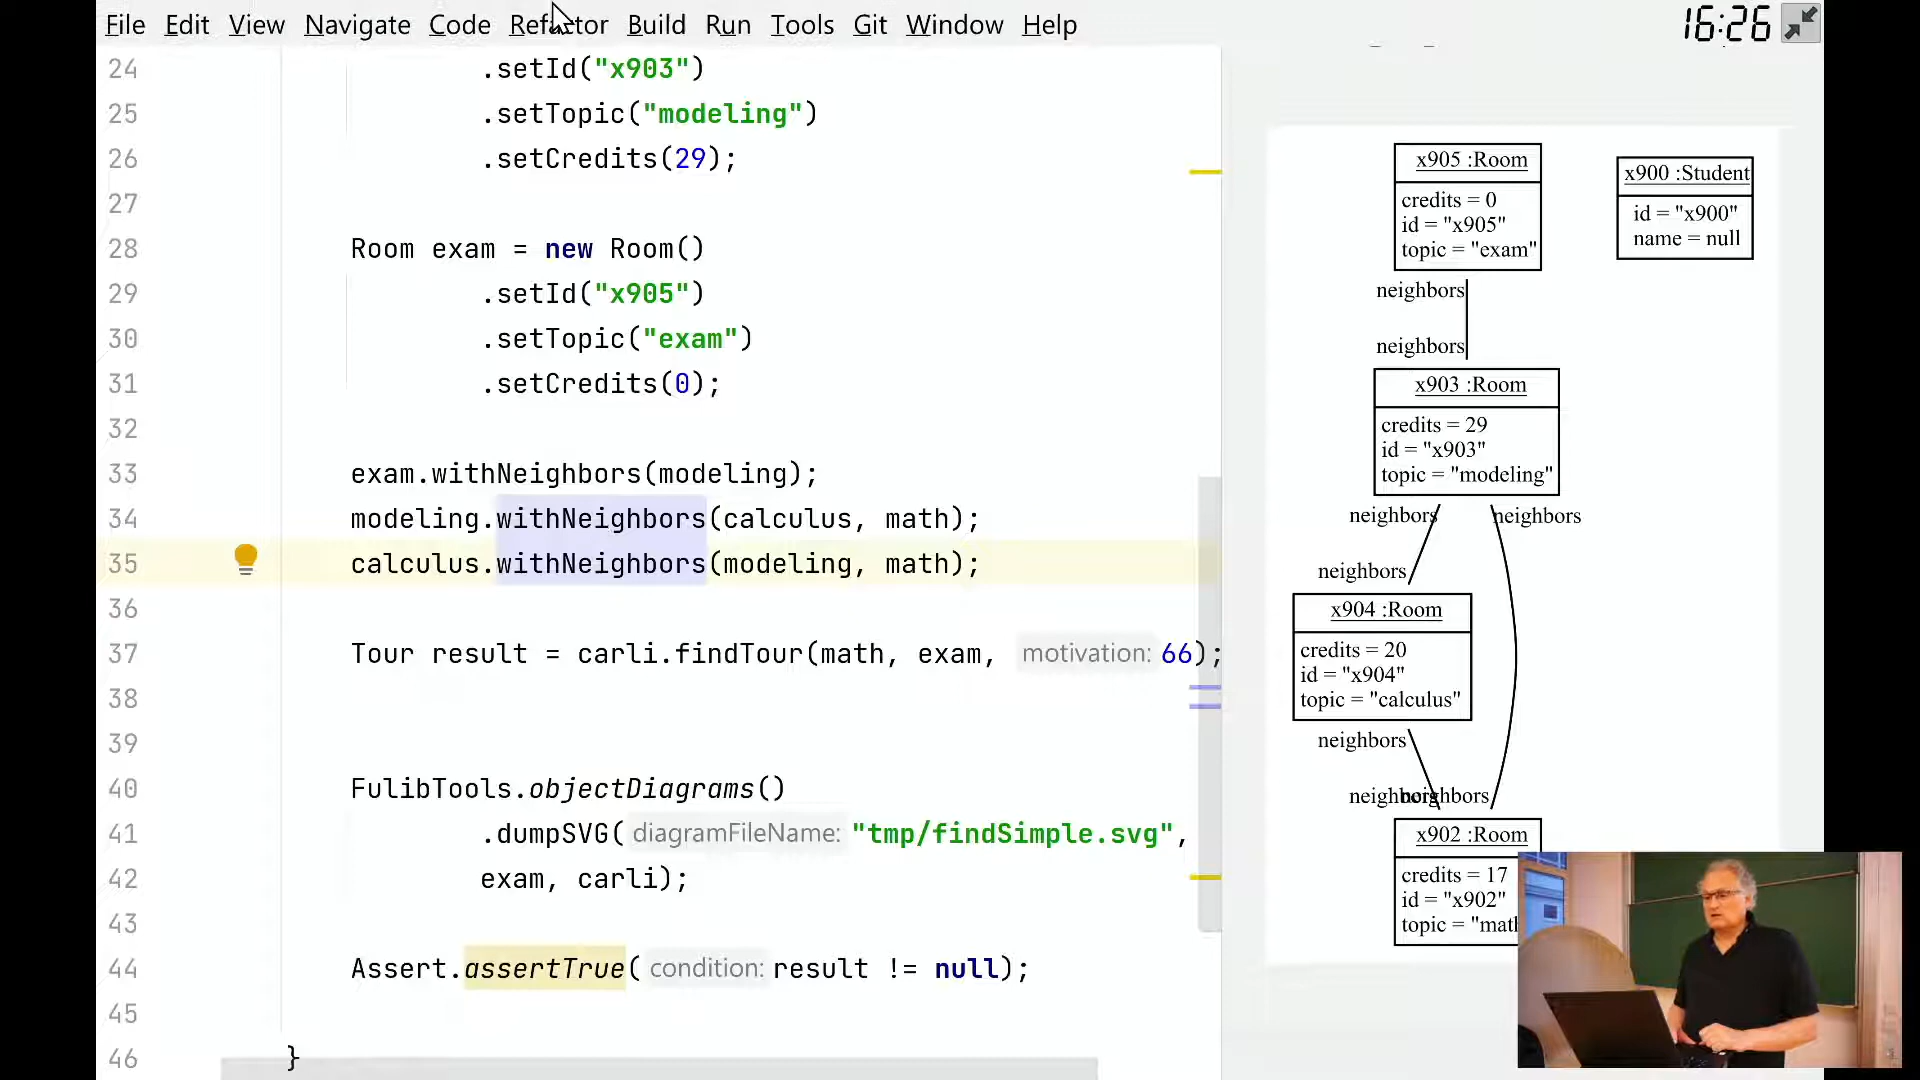 File Edit View Navigate Code Refactor Build Run Tools Git Window Help
16:26
24 .setId("x903")
25 .setTopic("modeling")
26 .setCredits(29);
27
28 Room exam = new Room()
29 .setId("x905")
30 .setTopic("exam")
31 .setCredits(0);
32
33 exam.withNeighbors(modeling);
34 modeling.withNeighbors(calculus, math);
35 calculus.withNeighbors(modeling, math);
36
37 Tour result = carli.findTour(math, exam, motivation: 66);
38
39
40 FulibTools.objectDiagrams()
41 .dumpSVG( diagramFileName: "tmp/findSimple.svg",
42 exam, carli);
43
44 Assert.assertTrue( condition: result != null);
45
46 }
x905 :Room
credits = 0
id = "x905"
topic = "exam"
x900 :Student
id = "x900"
name = null
neighbors
neighbors
x903 :Room
credits = 29
id = "x903"
topic = "modeling"
neighbors neighbors
neighbors
x904 :Room
credits = 20
id = "x904"
topic = "calculus"
neighbors
neighbors neighbors
x902 :Room
credits = 17
id = "x902"
topic = "math